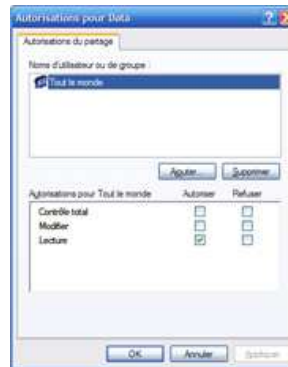 Autorisations pour Data
Autorisations du partage
Noms d'utilisateur ou de groupe :
Tout le monde
Ajouter... Supprimer
Autorisations pour Tout le monde Autoriser Refuser
Contrôle total
Modifier
Lecture
OK Annuler Appliquer